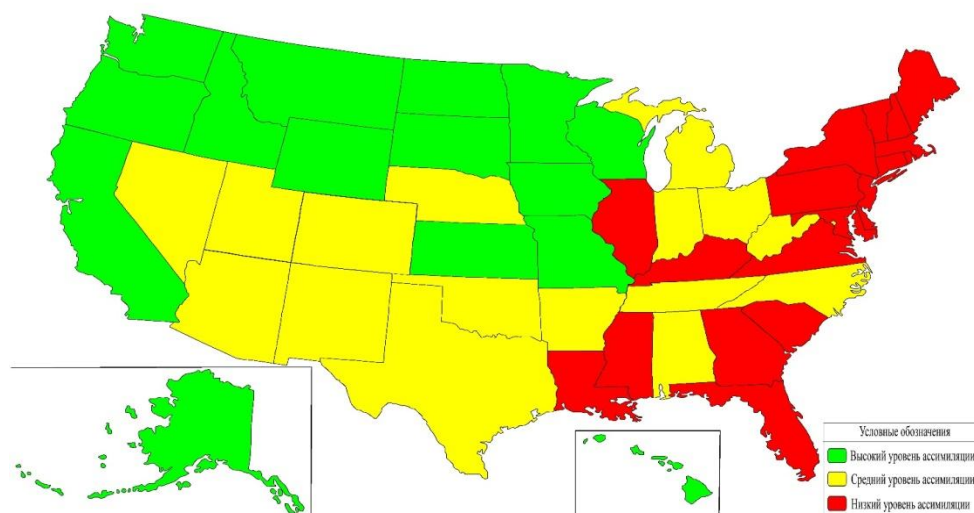 Условные обозначения
Высокий уровень ассимиляции
Средний уровень ассимиляции
Низкий уровень ассимиляции